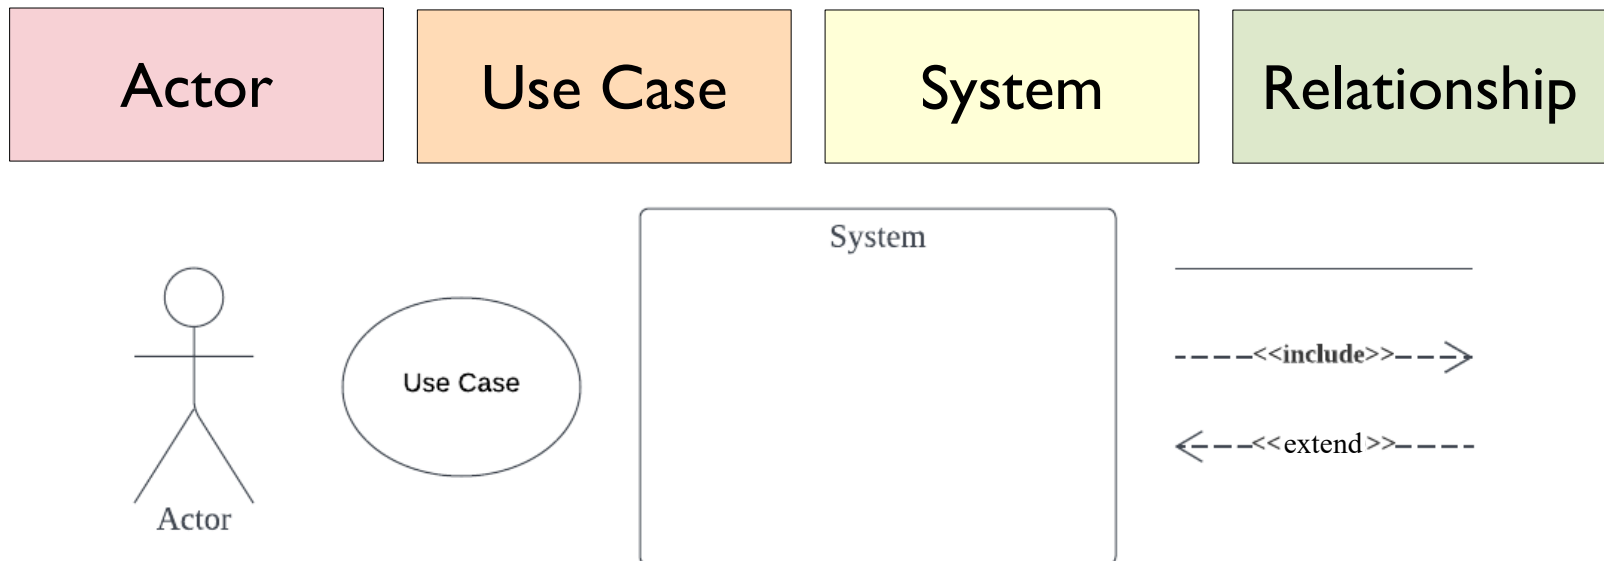 Actor
Use Case
System
Relationship
System
Use Case
Actor
<<include>>
<<extend>>